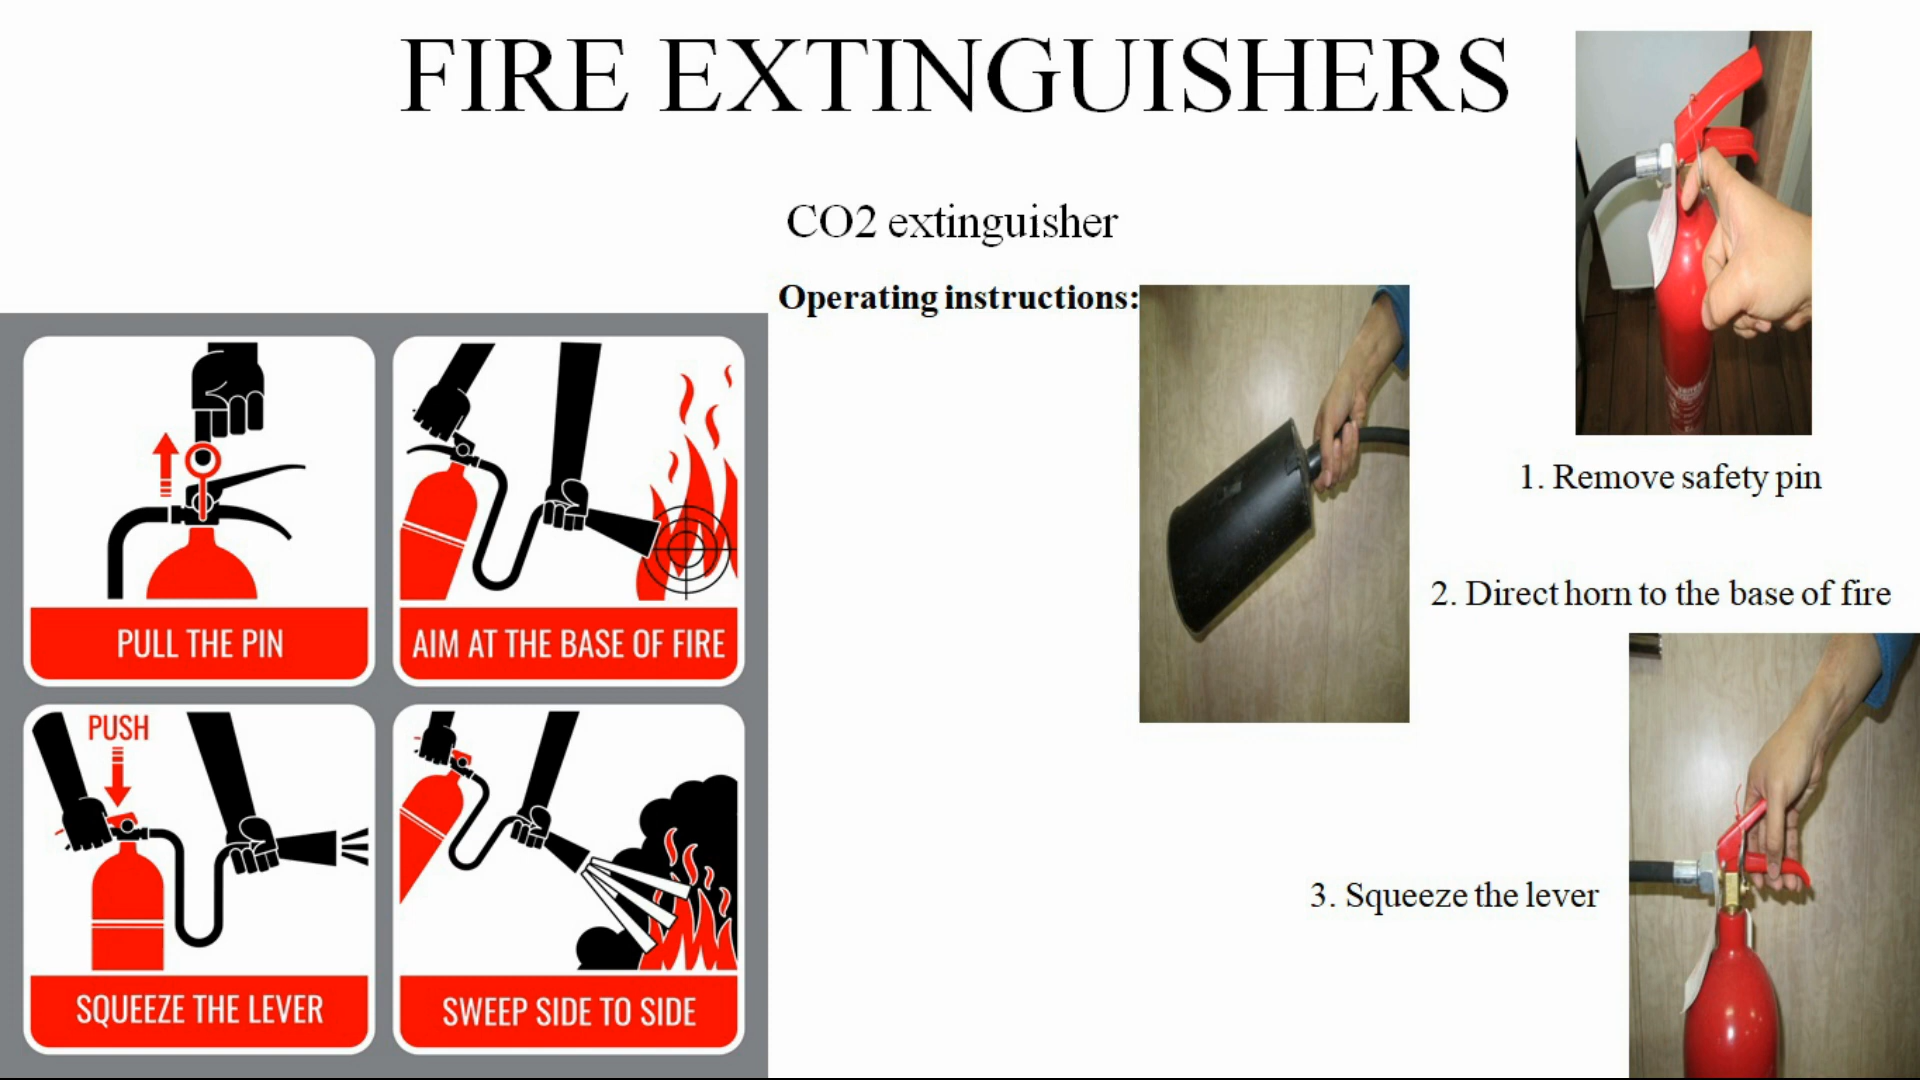 FIRE EXTINGUISHERS
CO2 extinguisher
Operating instructions:
PULL THE PIN
AIM AT THE BASE OF FIRE
PUSH
SQUEEZE THE LEVER
SWEEP SIDE TO SIDE
1. Remove safety pin
2. Direct horn to the base of fire
3. Squeeze the lever